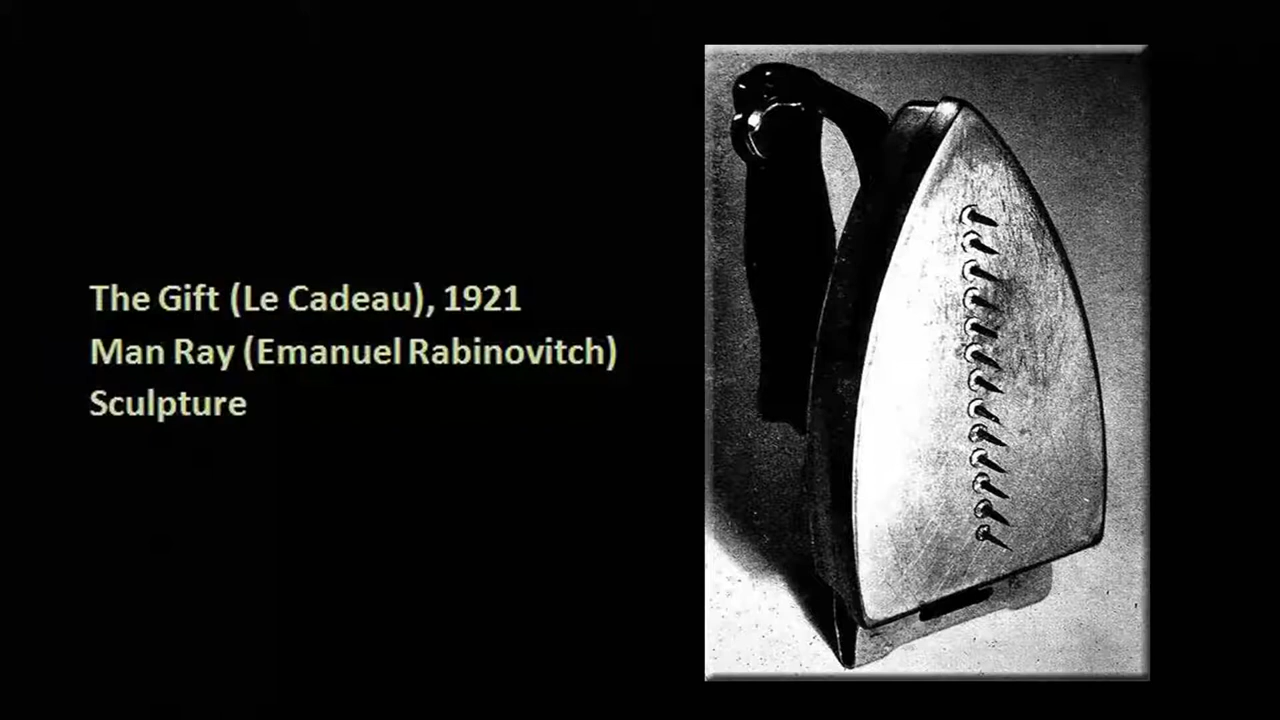 The Gift (Le Cadeau), 1921
Man Ray (Emanuel Rabinovitch)
Sculpture